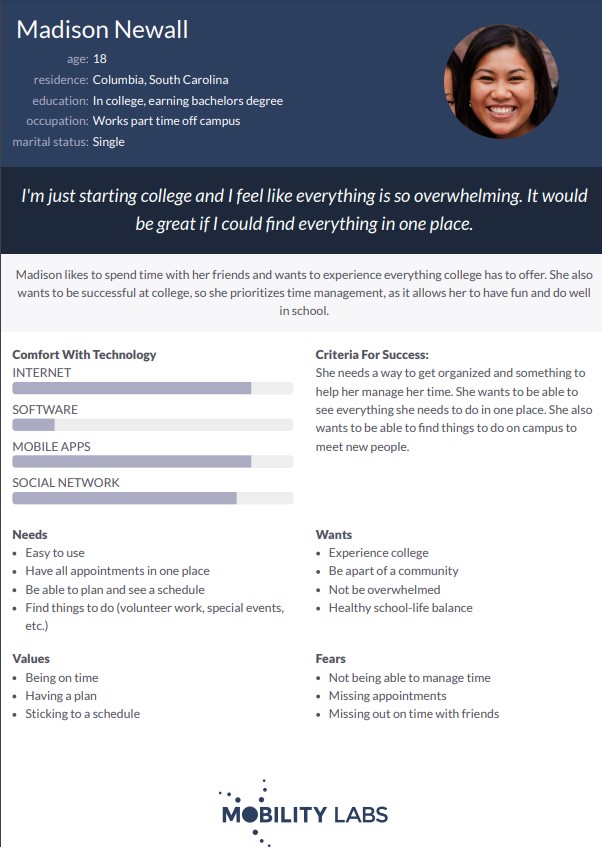 Madison Newall
age: 18
residence: Columbia, South Carolina
education: In college, earning bachelors degree
occupation: Works part time off campus
marital status: Single
I'm just starting college and I feel like everything is so overwhelming. It would
be great if I could find everything in one place.
Madison likes to spend time with her friends and wants to experience everything college has to offer. She also
wants to be successful at college, so she prioritizes time management, as it allows her to have fun and do well
in school.
Comfort With Technology
INTERNET
SOFTWARE
MOBILE APPS
SOCIAL NETWORK
Criteria For Success:
She needs a way to get organized and something to
help her manage her time. She wants to be able to
see everything she needs to do in one place. She also
wants to be able to find things to do on campus to
meet new people.
Needs
• Easy to use
• Have all appointments in one place
• Be able to plan and see a schedule
• Find things to do (volunteer work, special events,
etc.)
Wants
• Experience college
• Be apart of a community
• Not be overwhelmed
• Healthy school-life balance
Values
• Being on time
• Having a plan
• Sticking to a schedule
Fears
• Not being able to manage time
• Missing appointments
• Missing out on time with friends
MOBILITY LABS